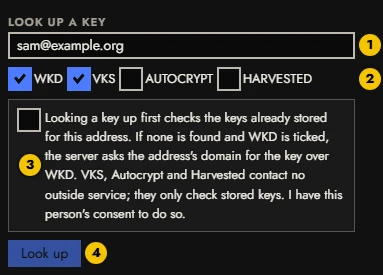 LOOK UP A KEY
sam@example.org 1
WKD VKS AUTOCRYPT HARVESTED 2
Looking a key up first checks the keys already stored
for this address. If none is found and WKD is ticked,
the server asks the address's domain for the key over
3 WKD. VKS, Autocrypt and Harvested contact no
outside service; they only check stored keys. I have this
person's consent to do so.
Look up 4